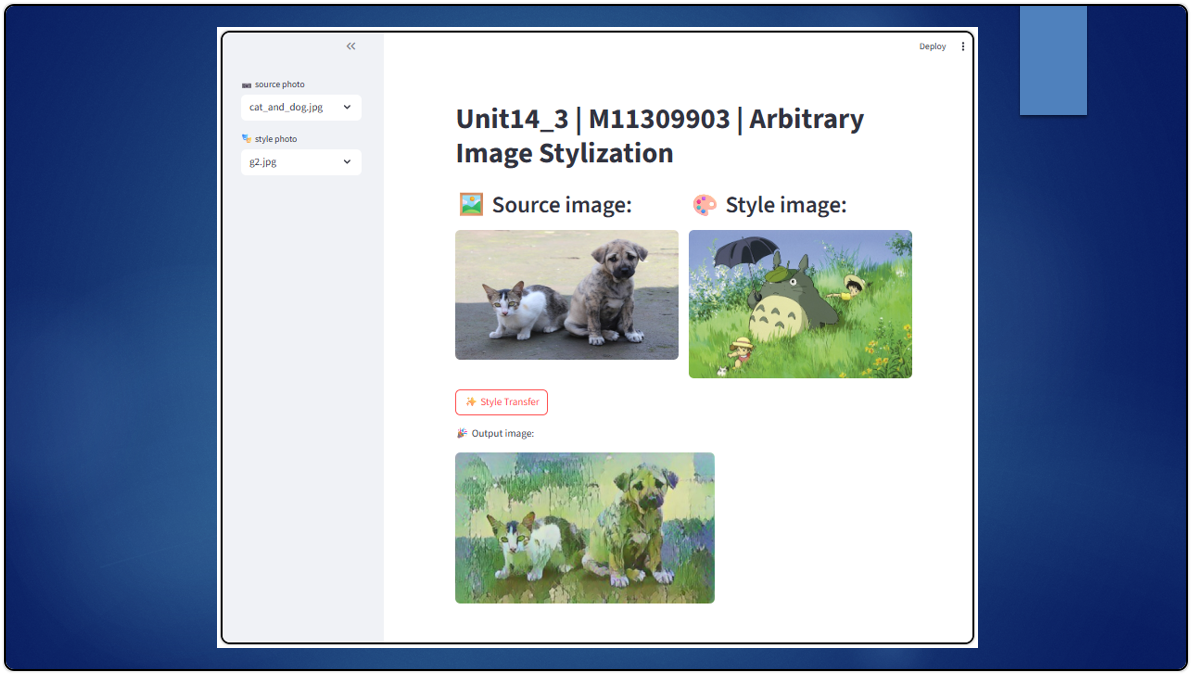 Deploy
source photo
cat_and_dog.jpg
style photo
g2.jpg
Unit14_3 | M11309903 | Arbitrary
Image Stylization
Source image:
Style image:
Style Transfer
Output image: